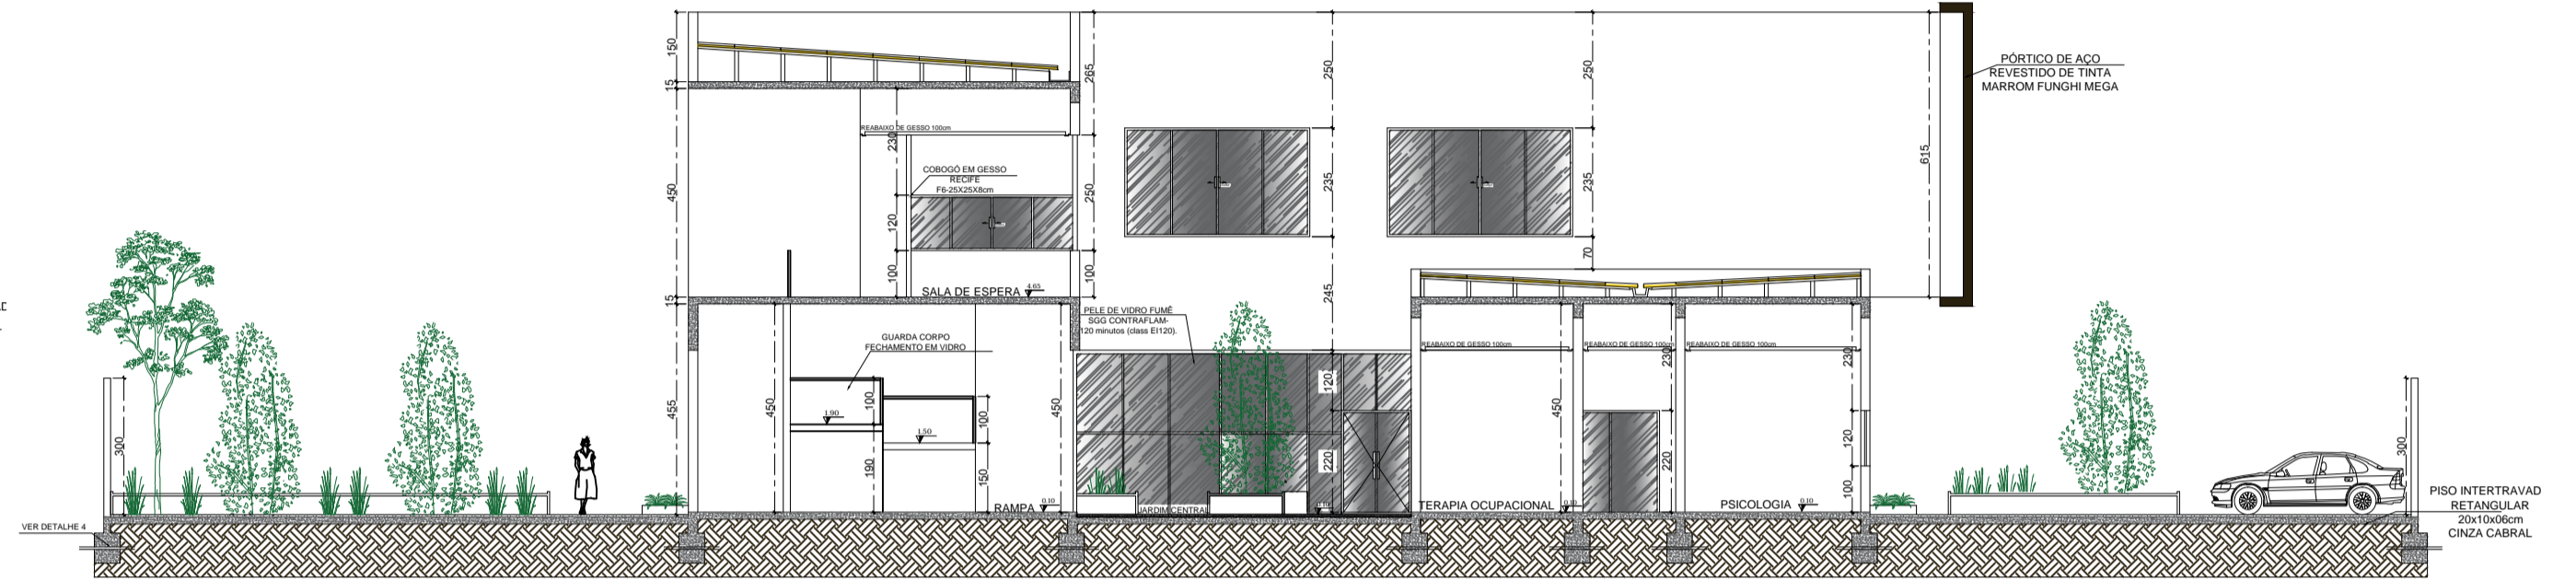 PÓRTICO DE AÇO
REVESTIDO DE TINTA
MARROM FUNGHI MEGA
150
15
265
250
250
615
REABAIXO DE GESSO 100cm
230
COBOGÓ EM GESSO
RECIFE
F6-25X25X8cm
450
250
120
100
100
235
235
70
245
SALA DE ESPERA 4.65
15
PELE DE VIDRO FUMÊ
SGG CONTRAFLAM-
120 minutos (class EI120).
GUARDA CORPO
FECHAMENTO EM VIDRO
REABAIXO DE GESSO 100cm
REABAIXO DE GESSO 100cm
REABAIXO DE GESSO 100cm
230
230
300
455
450
100
1.90
100
1.50
450
190
150
120
220
450
220
120
100
300
RAMPA 0.10
JARDIM CENTRAL
TERAPIA OCUPACIONAL 0.10
PSICOLOGIA 0.10
VER DETALHE 4
PISO INTERTRAVAD
RETANGULAR
20x10x06cm
CINZA CABRAL